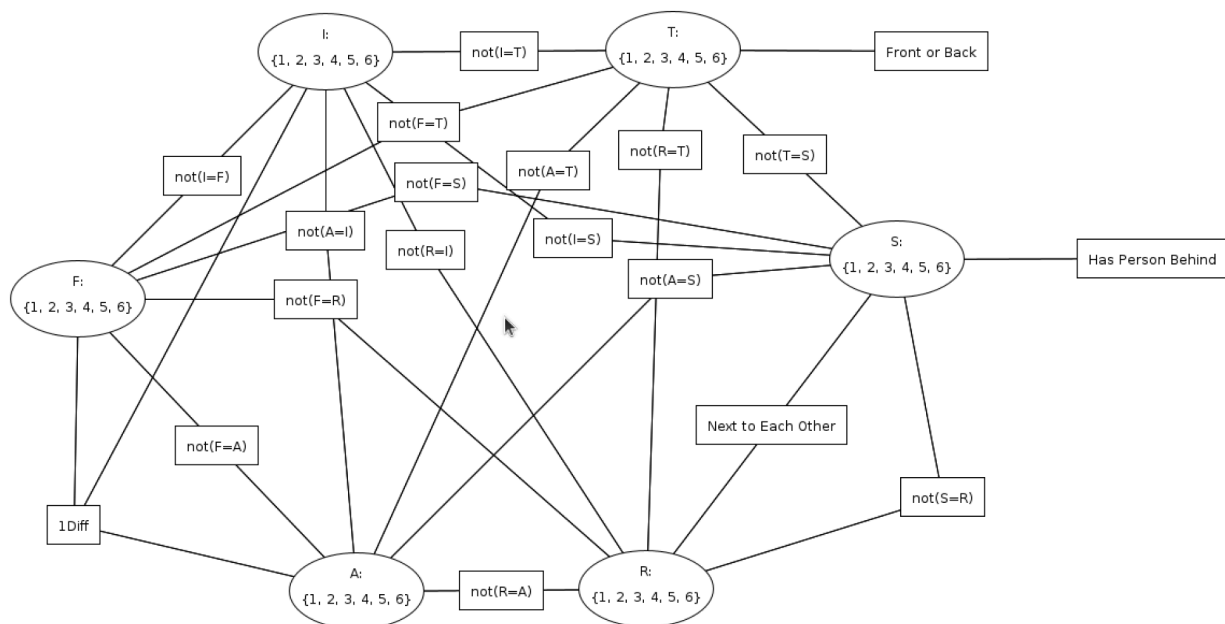 I:
{1, 2, 3, 4, 5, 6}
not(I=T)
T:
{1, 2, 3, 4, 5, 6}
Front or Back
not(F=T)
not(R=T)
not(T=S)
not(I=F)
not(F=S)
not(A=T)
not(A=I)
not(R=I)
not(I=S)
S:
{1, 2, 3, 4, 5, 6}
Has Person Behind
F:
{1, 2, 3, 4, 5, 6}
not(F=R)
not(A=S)
not(F=A)
Next to Each Other
not(S=R)
1Diff
A:
{1, 2, 3, 4, 5, 6}
not(R=A)
R:
{1, 2, 3, 4, 5, 6}